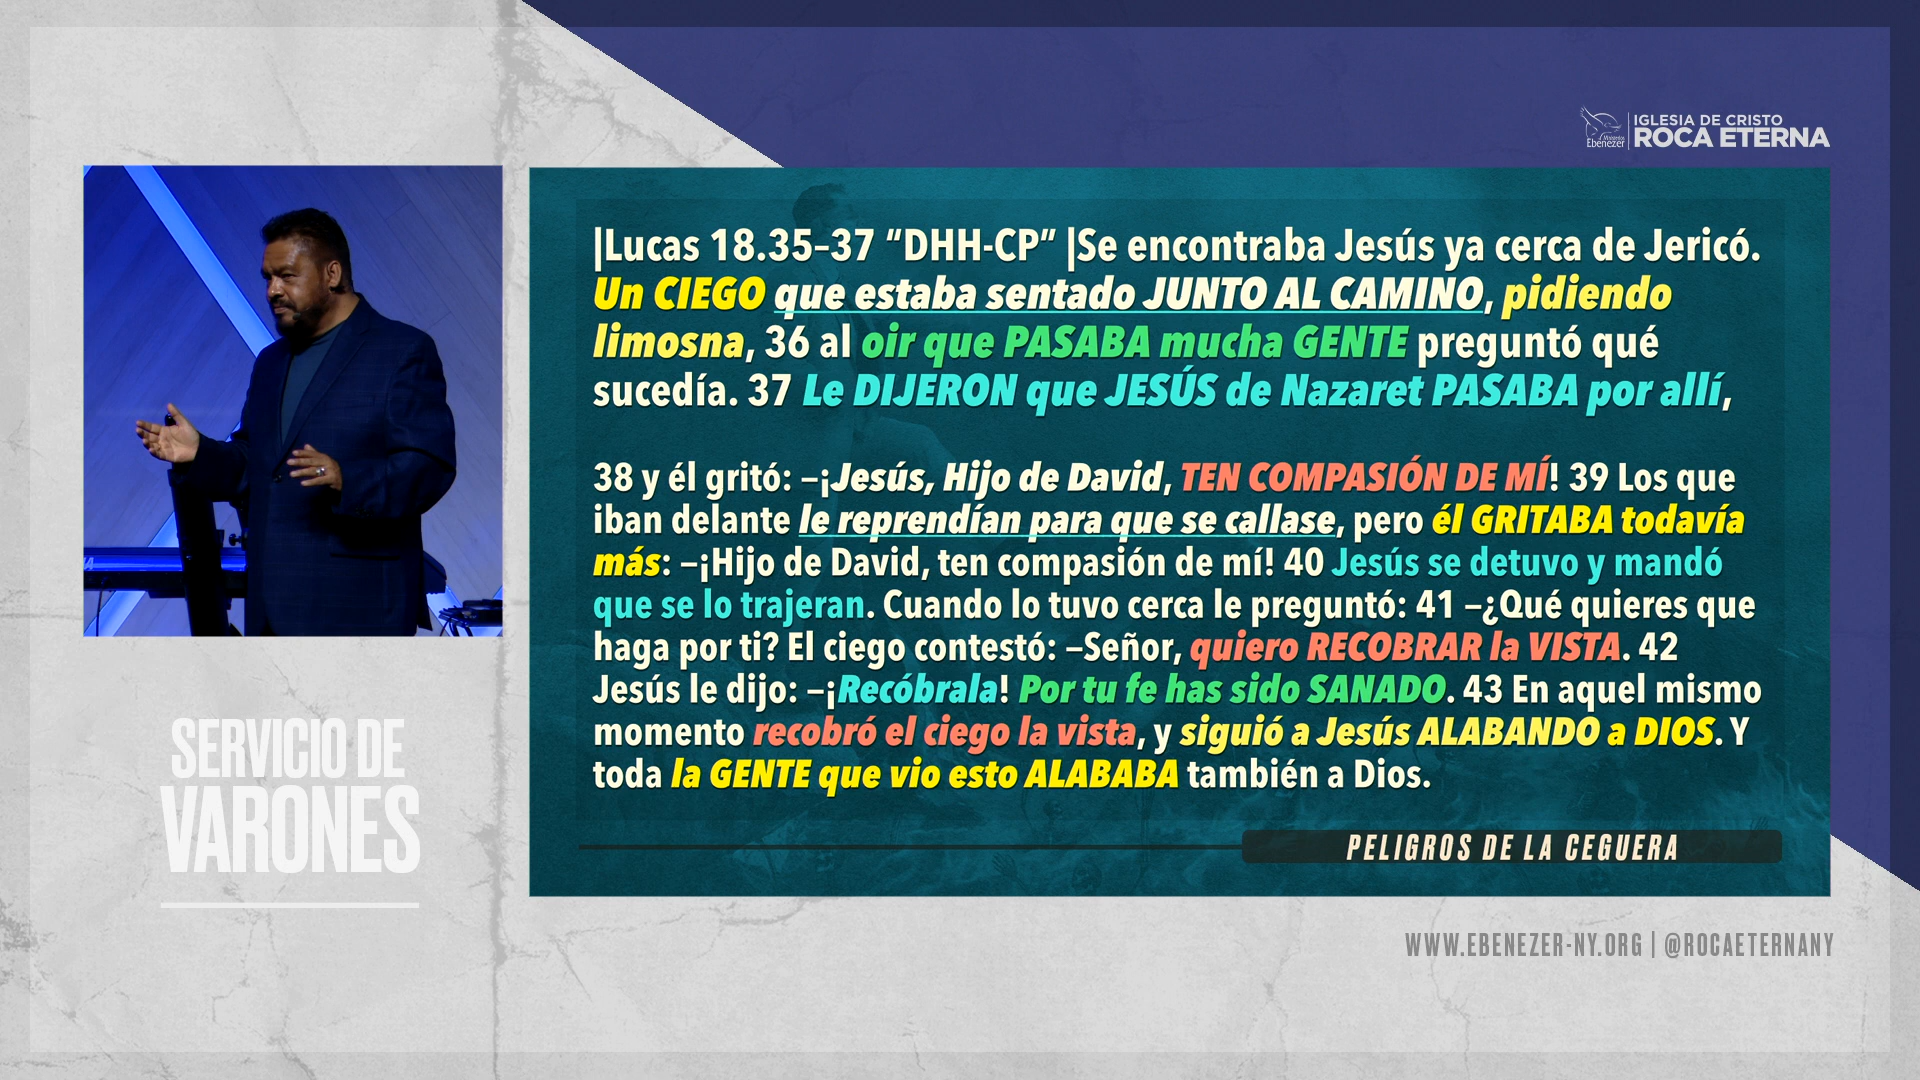 Ministerios
Ebenezer
IGLESIA DE CRISTO
ROCA ETERNA
|Lucas 18.35–37 “DHH-CP” |Se encontraba Jesús ya cerca de Jericó.
Un CIEGO que estaba sentado JUNTO AL CAMINO, pidiendo
limosna, 36 al oir que PASABA mucha GENTE preguntó qué
sucedía. 37 Le DIJERON que JESÚS de Nazaret PASABA por allí,
38 y él gritó: –¡Jesús, Hijo de David, TEN COMPASIÓN DE MÍ! 39 Los que
iban delante le reprendían para que se callase, pero él GRITABA todavía
más: –¡Hijo de David, ten compasión de mí! 40 Jesús se detuvo y mandó
que se lo trajeran. Cuando lo tuvo cerca le preguntó: 41 –¿Qué quieres que
haga por ti? El ciego contestó: –Señor, quiero RECOBRAR la VISTA. 42
Jesús le dijo: –¡Recóbrala! Por tu fe has sido SANADO. 43 En aquel mismo
momento recobró el ciego la vista, y siguió a Jesús ALABANDO a DIOS. Y
toda la GENTE que vio esto ALABABA también a Dios.
PELIGROS DE LA CEGUERA
SERVICIO DE
VARONES
WWW.EBENEZER-NY.ORG | @ROCAETERNANY